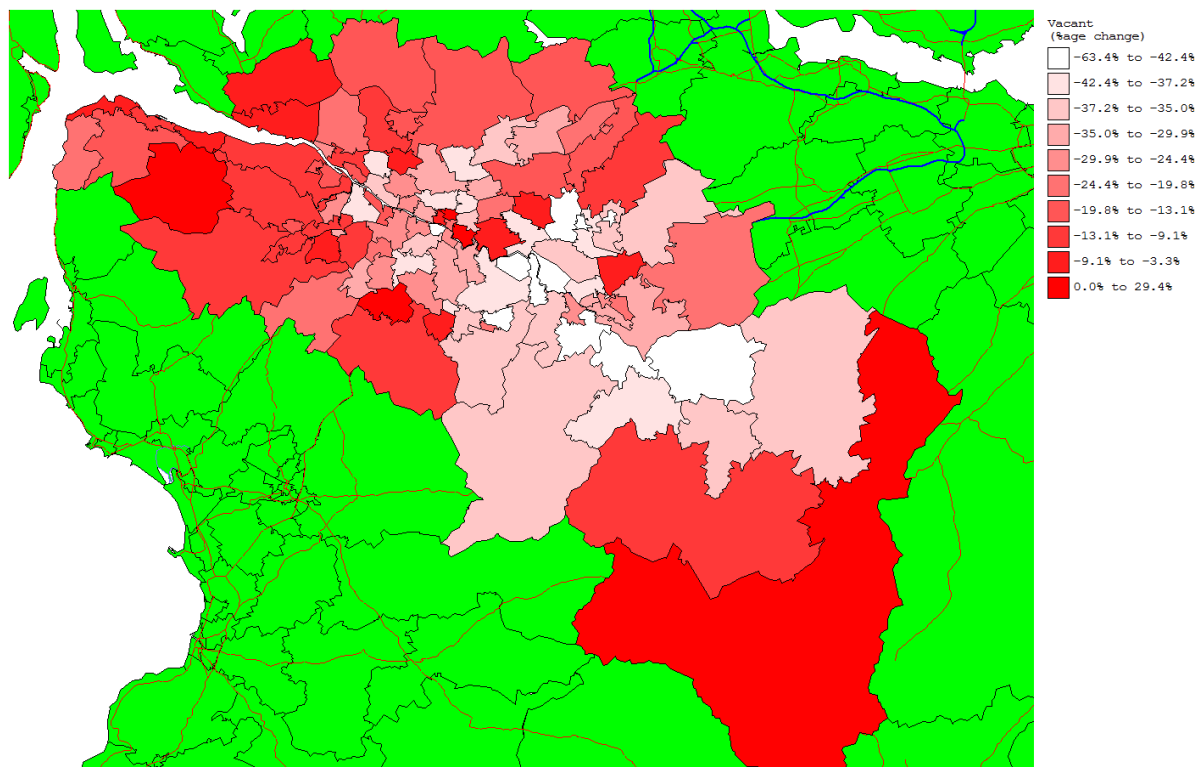 Vacant
(%age change)
-63.4% to -42.4%
-42.4% to -37.2%
-37.2% to -35.0%
-35.0% to -29.9%
-29.9% to -24.4%
-24.4% to -19.8%
-19.8% to -13.1%
-13.1% to -9.1%
-9.1% to -3.3%
0.0% to 29.4%